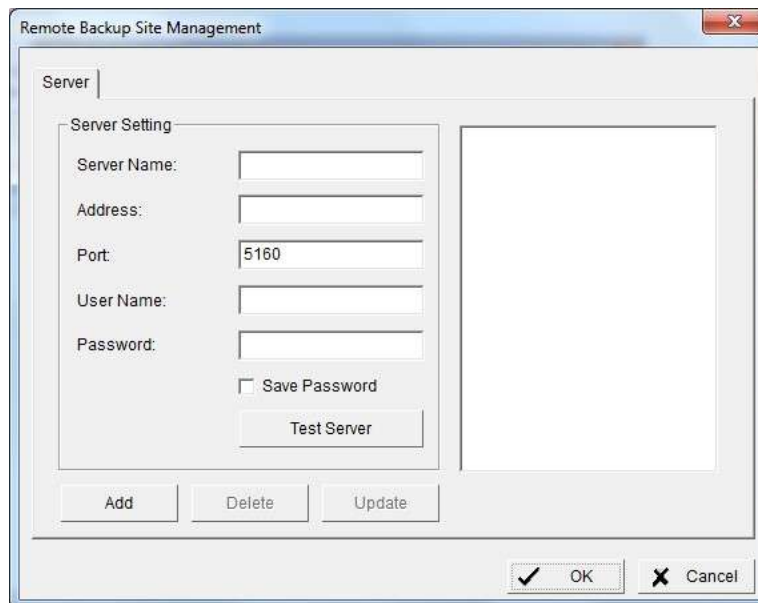 Remote Backup Site Management
Server
Server Setting
Server Name:
Address:
Port: 5160
User Name:
Password:
Save Password
Test Server
Add Delete Update
OK Cancel